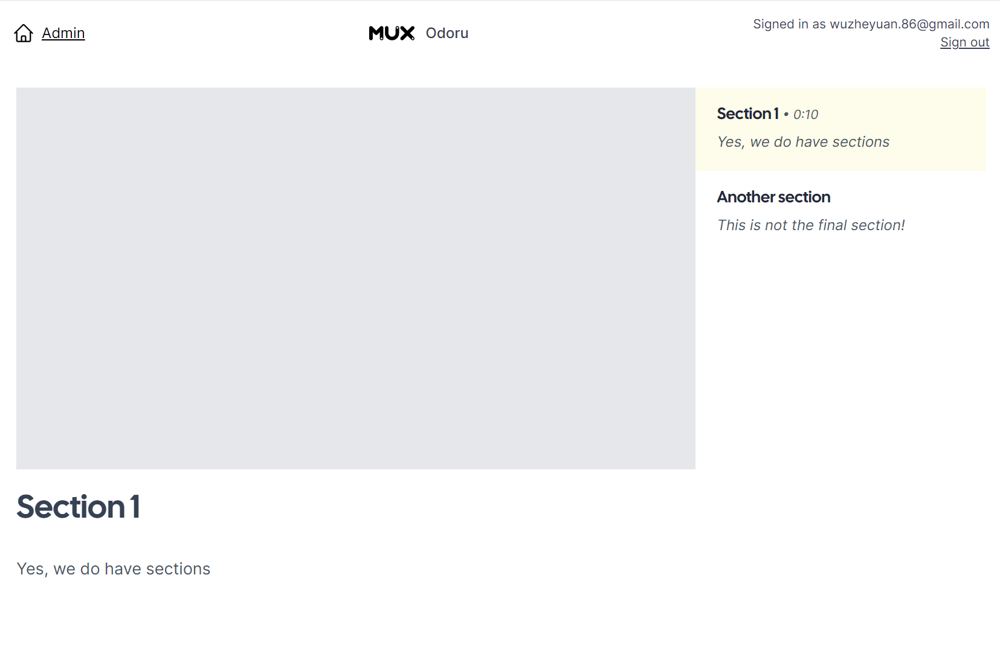 Admin
MUX Odoru
Signed in as wuzheyuan.86@gmail.com
Sign out
Section 1 • 0:10
Yes, we do have sections
Another section
This is not the final section!
Section 1
Yes, we do have sections